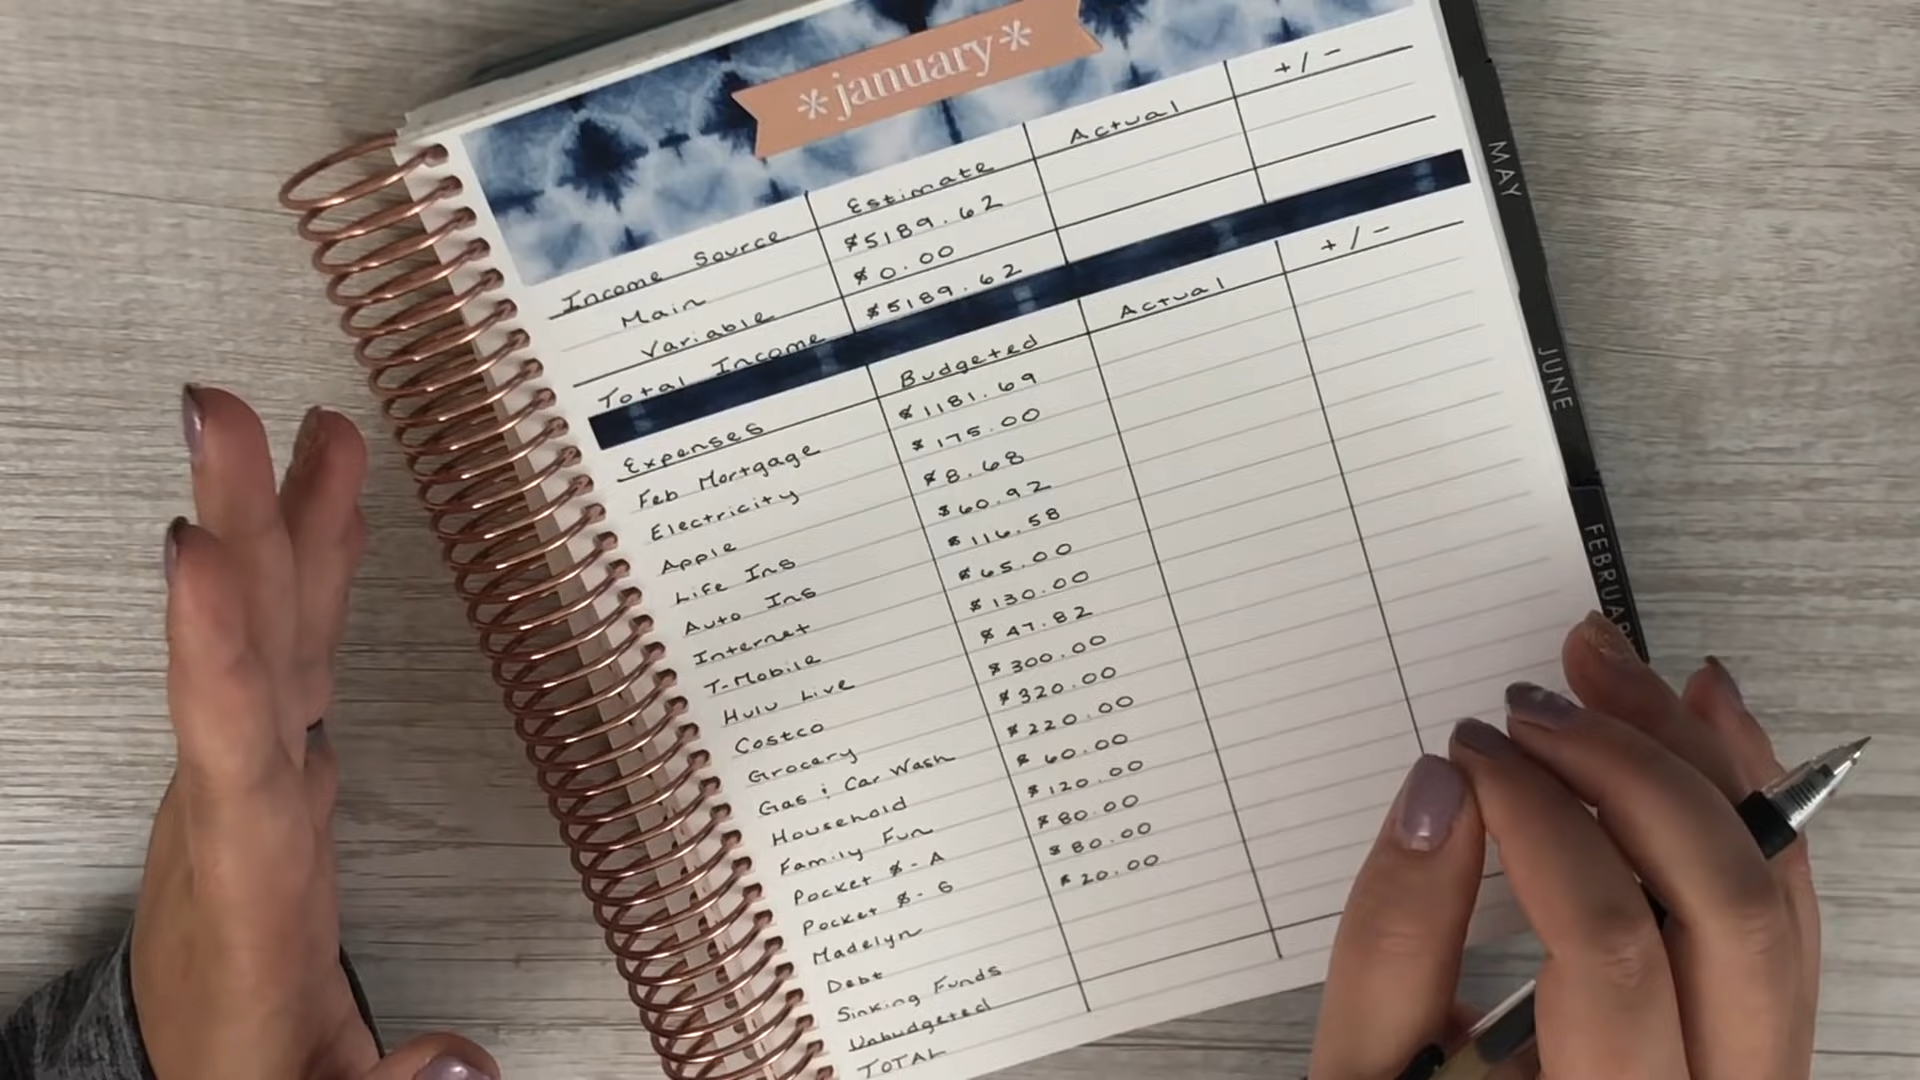 *january*
Income Source Estimate Actual +/-
Main $5189.62
Variable $0.00
Total Income $5189.62
Expenses Budgeted Actual +/-
Feb Mortgage $1181.69
Electricity $175.00
Apple $8.68
Life Ins $60.92
Auto Ins $116.58
Internet $65.00
T-Mobile $130.00
Hulu Live $47.82
Costco $300.00
Grocery $320.00
Gas & Car Wash $220.00
Household $60.00
Family Fun $120.00
Pocket $ - A $80.00
Pocket $ - G $80.00
Madelyn $20.00
Debt
Sinking Funds
Unbudgeted
TOTAL
MAY
JUNE
FEBRUARY